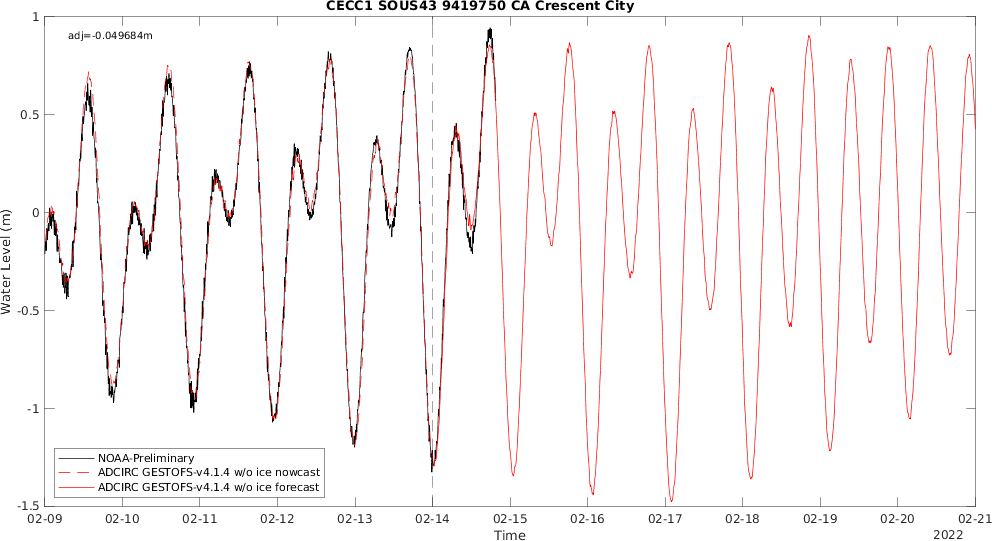 CECC1 SOUS43 9419750 CA Crescent City
adj=-0.049684m
1
0.5
0
-0.5
-1
-1.5
Water Level (m)
NOAA-Preliminary
ADCIRC GESTOFS-v4.1.4 w/o ice nowcast
ADCIRC GESTOFS-v4.1.4 w/o ice forecast
02-09 02-10 02-11 02-12 02-13 02-14 02-15 02-16 02-17 02-18 02-19 02-20 02-21
Time
2022